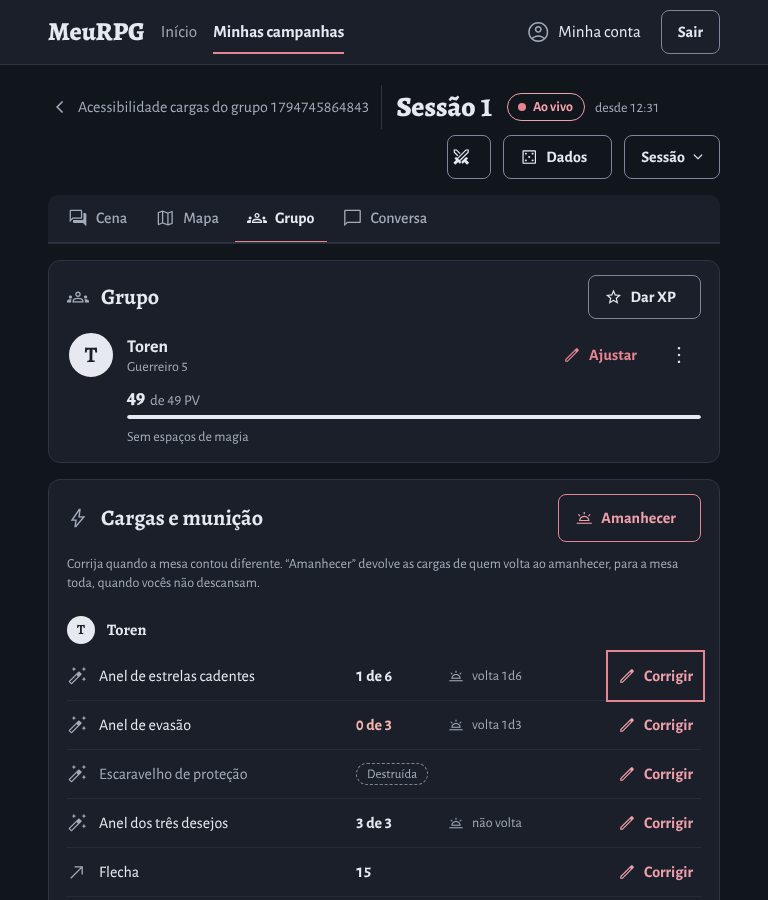 MeuRPG Início Minhas campanhas Minha conta Sair
Acessibilidade cargas do grupo 1794745864843 Sessão 1 Ao vivo desde 12:31
Dados Sessão
Cena Mapa Grupo Conversa
Grupo Dar XP
T Toren Ajustar
Guerreiro 5
49 de 49 PV
Sem espaços de magia
Cargas e munição Amanhecer
Corrija quando a mesa contou diferente. “Amanhecer” devolve as cargas de quem volta ao amanhecer, para a mesa
toda, quando vocês não descansam.
T Toren
Anel de estrelas cadentes 1 de 6 volta 1d6 Corrigir
Anel de evasão 0 de 3 volta 1d3 Corrigir
Escaravelho de proteção Destruída Corrigir
Anel dos três desejos 3 de 3 não volta Corrigir
Flecha 15 Corrigir